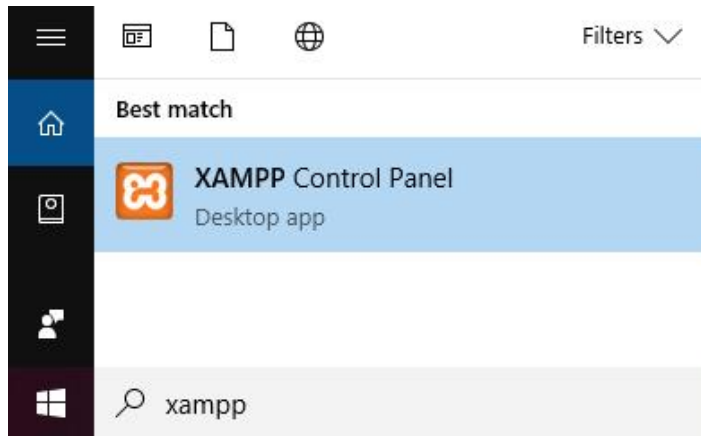 Filters
Best match
XAMPP Control Panel
Desktop app
xampp